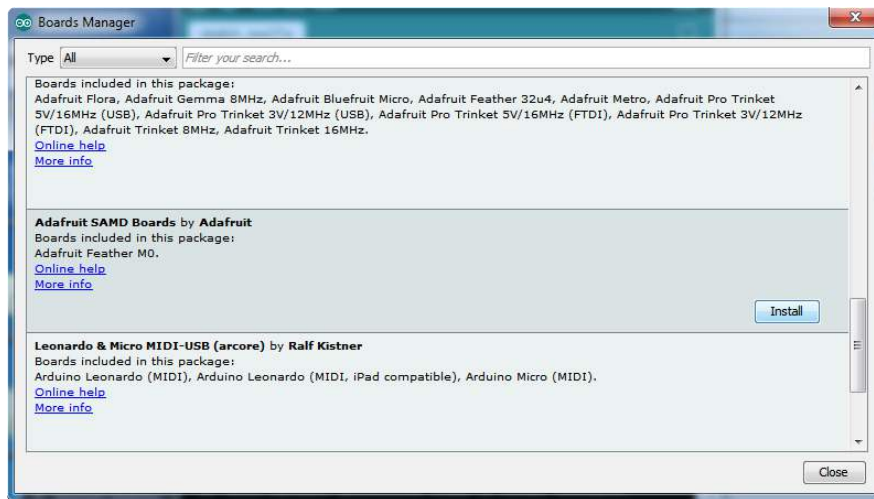 Boards Manager
Type All Filter your search...
Boards included in this package:
Adafruit Flora, Adafruit Gemma 8MHz, Adafruit Bluefruit Micro, Adafruit Feather 32u4, Adafruit Metro, Adafruit Pro Trinket
5V/16MHz (USB), Adafruit Pro Trinket 3V/12MHz (USB), Adafruit Pro Trinket 5V/16MHz (FTDI), Adafruit Pro Trinket 3V/12MHz
(FTDI), Adafruit Trinket 8MHz, Adafruit Trinket 16MHz.
Online help
More info
Adafruit SAMD Boards by Adafruit
Boards included in this package:
Adafruit Feather M0.
Online help
More info
Install
Leonardo & Micro MIDI-USB (arcore) by Ralf Kistner
Boards included in this package:
Arduino Leonardo (MIDI), Arduino Leonardo (MIDI, iPad compatible), Arduino Micro (MIDI).
Online help
More info
Close